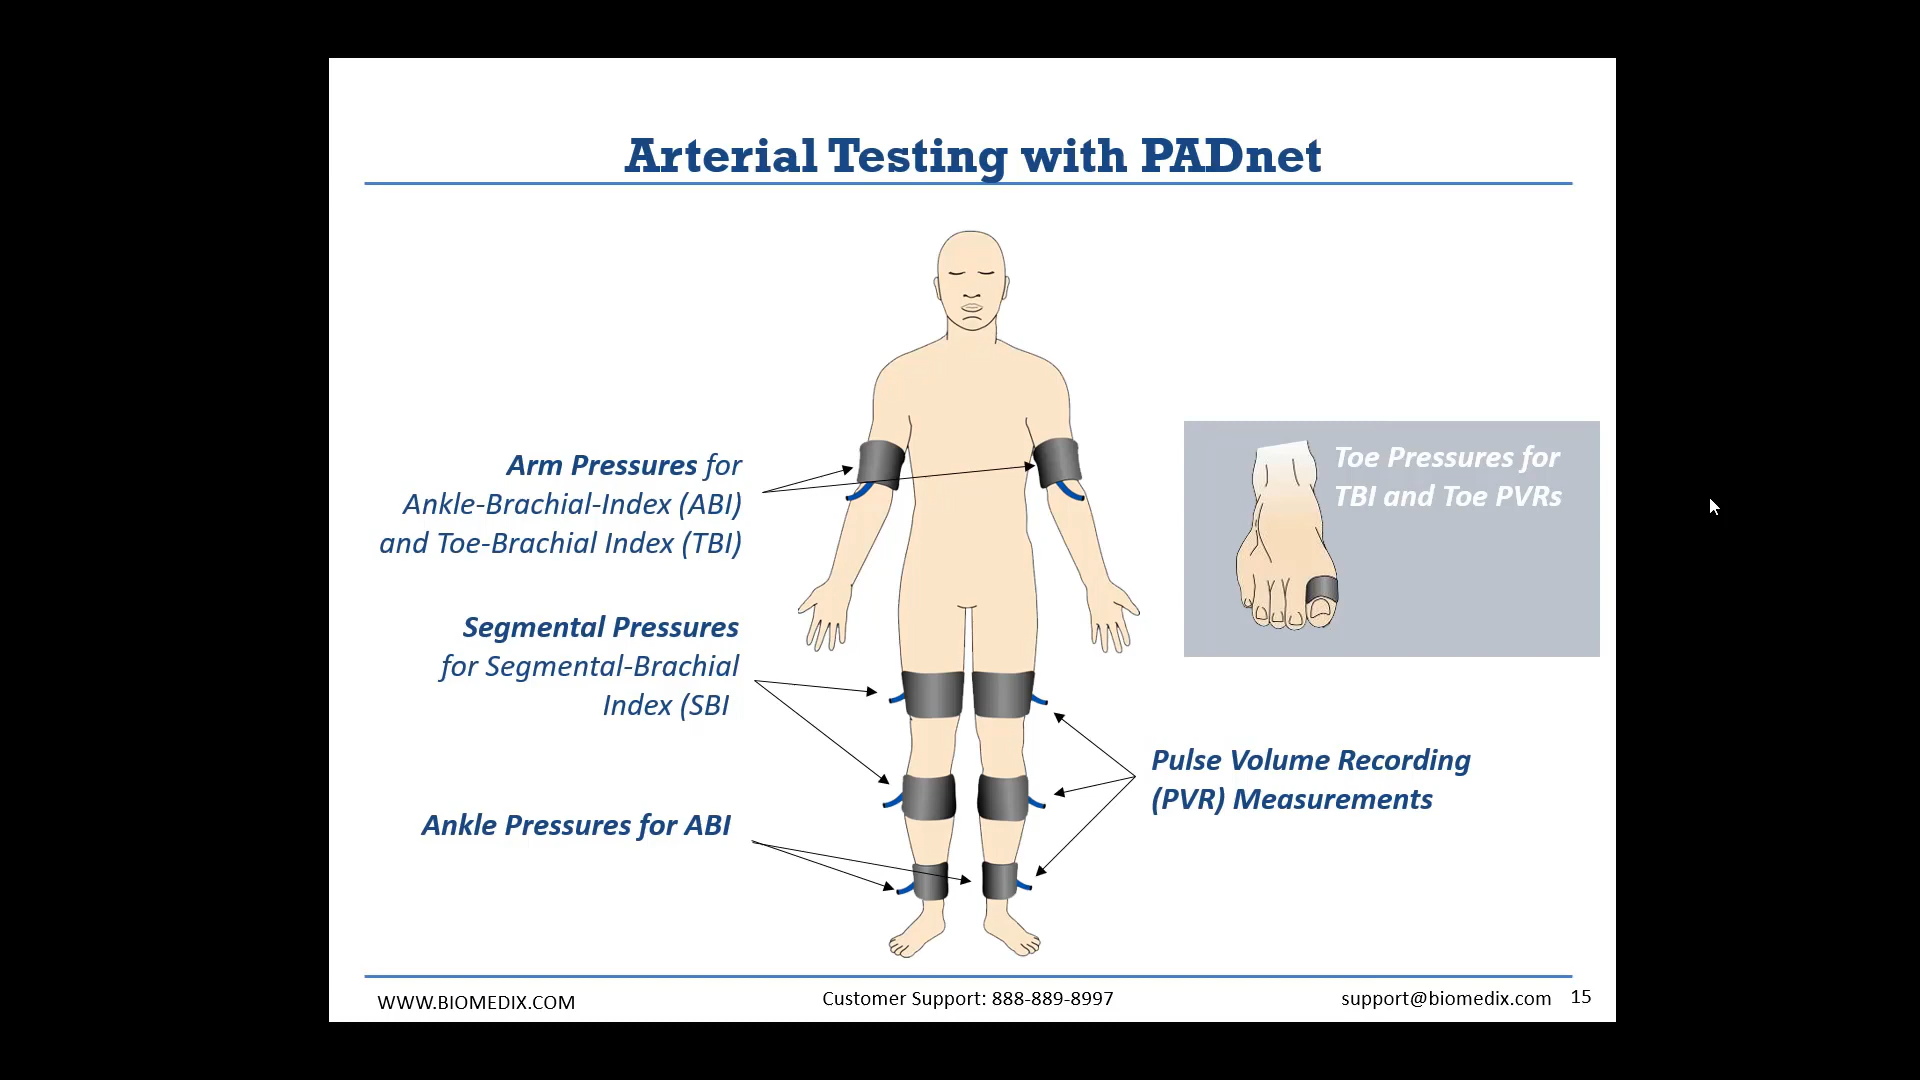 Arterial Testing with PADnet
Arm Pressures for
Ankle-Brachial-Index (ABI)
and Toe-Brachial Index (TBI)
Segmental Pressures
for Segmental-Brachial
Index (SBI
Ankle Pressures for ABI
Toe Pressures for
TBI and Toe PVRs
Pulse Volume Recording
(PVR) Measurements
WWW.BIOMEDIX.COM
Customer Support: 888-889-8997
support@biomedix.com 15